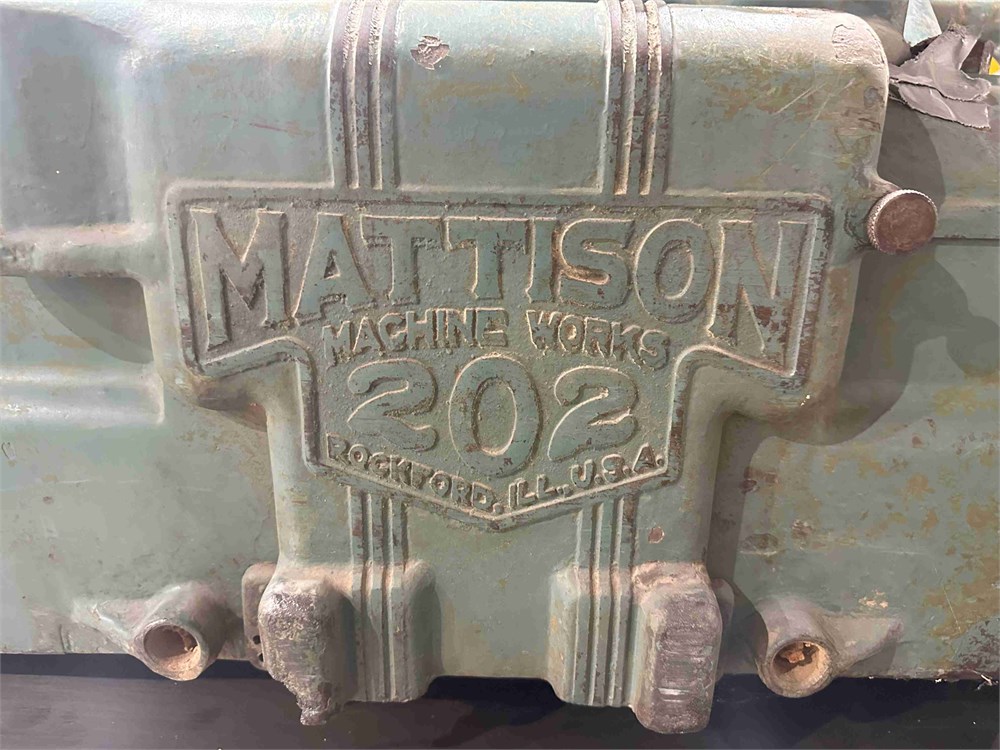 MATTISON
MACHINE WORKS
202
ROCKFORD, ILL., U.S.A.